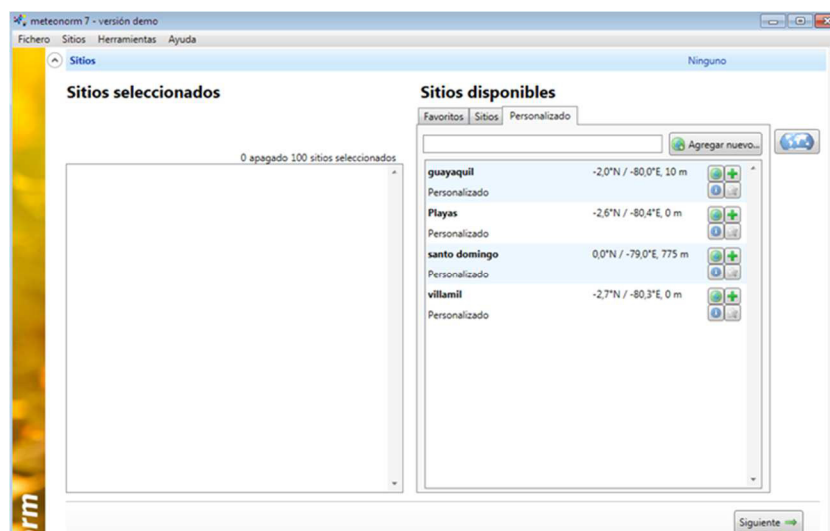 meteonorm 7 - versión demo
Fichero Sitios Herramientas Ayuda
Sitios Ninguno
Sitios seleccionados
0 apagado 100 sitios seleccionados
Sitios disponibles
Favoritos Sitios Personalizado
Agregar nuevo...
guayaquil -2,0°N / -80,0°E, 10 m
Personalizado
Playas -2,6°N / -80,4°E, 0 m
Personalizado
santo domingo 0,0°N / -79,0°E, 775 m
Personalizado
villamil -2,7°N / -80,3°E, 0 m
Personalizado
rm
Siguiente